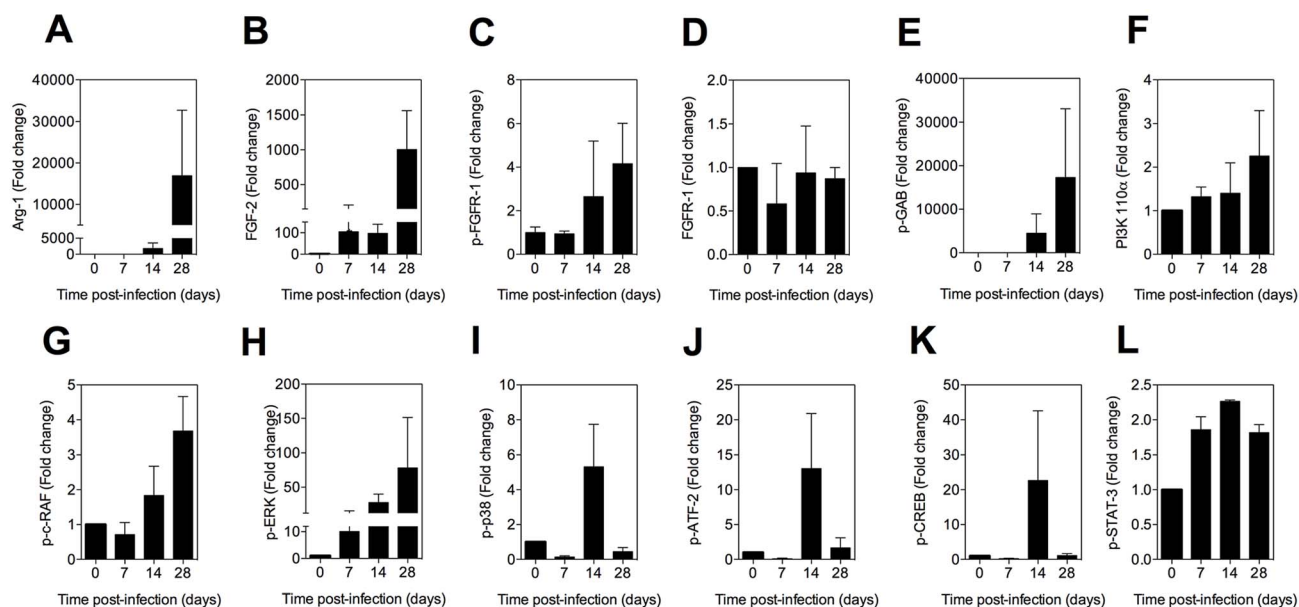 A
Arg-1 (Fold change)
40000
30000
20000
10000
5000
0
0 7 14 28
Time post-infection (days)
B
FGF-2 (Fold change)
2000
1500
1000
500
100
0
0 7 14 28
Time post-infection (days)
C
p-FGFR-1 (Fold change)
8
6
4
2
0
0 7 14 28
Time post-infection (days)
D
FGFR-1 (Fold change)
2.0
1.5
1.0
0.5
0.0
0 7 14 28
Time post-infection (days)
E
p-GAB (Fold change)
40000
30000
20000
10000
0
0 7 14 28
Time post-infection (days)
F
PI3K 110α (Fold change)
4
3
2
1
0
0 7 14 28
Time post-infection (days)
G
p-c-RAF (Fold change)
5
4
3
2
1
0
0 7 14 28
Time post-infection (days)
H
p-ERK (Fold change)
200
150
100
50
10
0
0 7 14 28
Time post-infection (days)
I
p-p38 (Fold change)
10
8
6
4
2
0
0 7 14 28
Time post-infection (days)
J
p-ATF-2 (Fold change)
25
20
15
10
5
0
0 7 14 28
Time post-infection (days)
K
p-CREB (Fold change)
50
40
30
20
10
0
0 7 14 28
Time post-infection (days)
L
p-STAT-3 (Fold change)
2.5
2.0
1.5
1.0
0.5
0.0
0 7 14 28
Time post-infection (days)